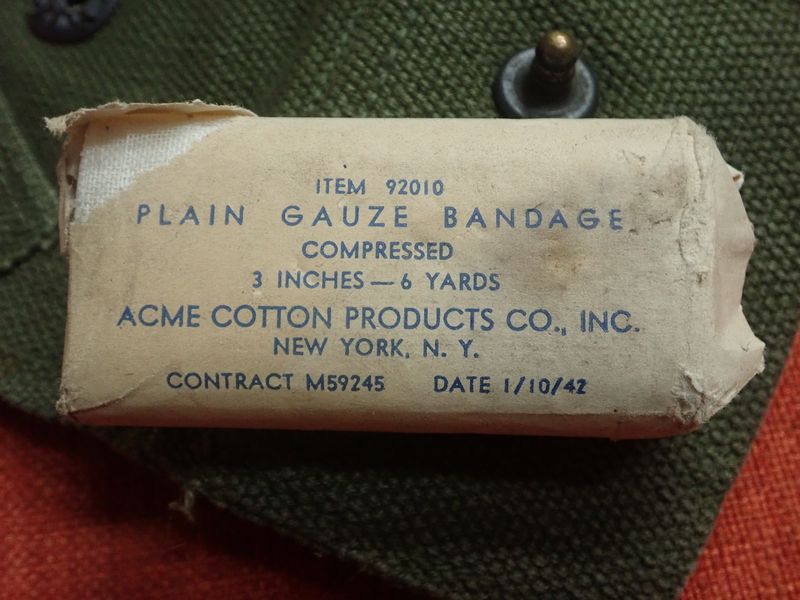 ITEM 92010
PLAIN GAUZE BANDAGE
COMPRESSED
3 INCHES — 6 YARDS
ACME COTTON PRODUCTS CO., INC.
NEW YORK, N. Y.
CONTRACT M59245 DATE 1/10/42